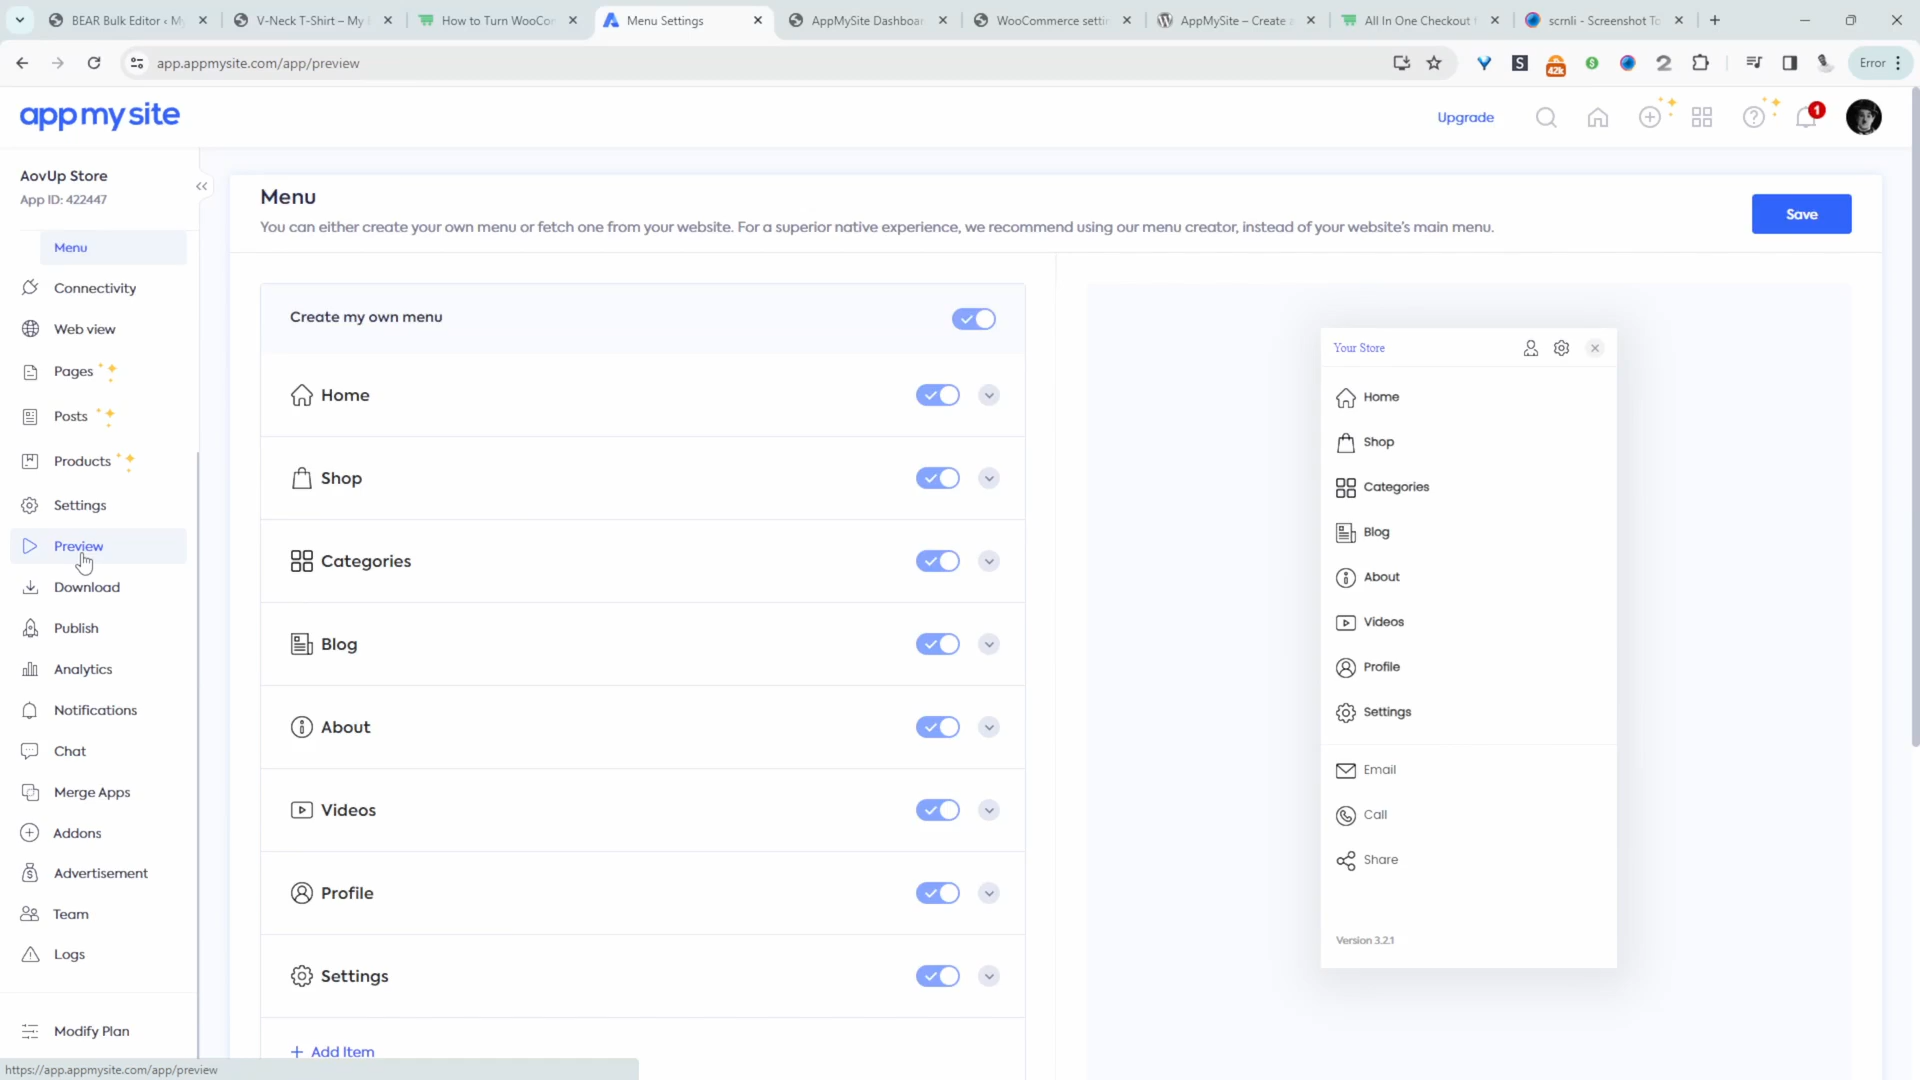 BEAR Bulk Editor ‹ My
V-Neck T-Shirt – My
How to Turn WooCon
Menu Settings
AppMySite Dashboar
WooCommerce settin
AppMySite – Create a
All In One Checkout f
scrnli - Screenshot To
app.appmysite.com/app/preview
S
42k
Error
app my site
Upgrade
1
AovUp Store
App ID: 422447
Menu
Connectivity
Web view
Pages
Posts
Products
Settings
Preview
Download
Publish
Analytics
Notifications
Chat
Merge Apps
Addons
Advertisement
Team
Logs
Modify Plan
Menu
You can either create your own menu or fetch one from your website. For a superior native experience, we recommend using our menu creator, instead of your website's main menu.
Save
Create my own menu
Home
Shop
Categories
Blog
About
Videos
Profile
Settings
+ Add Item
Your Store
Home
Shop
Categories
Blog
About
Videos
Profile
Settings
Email
Call
Share
Version 3.2.1
https://app.appmysite.com/app/preview